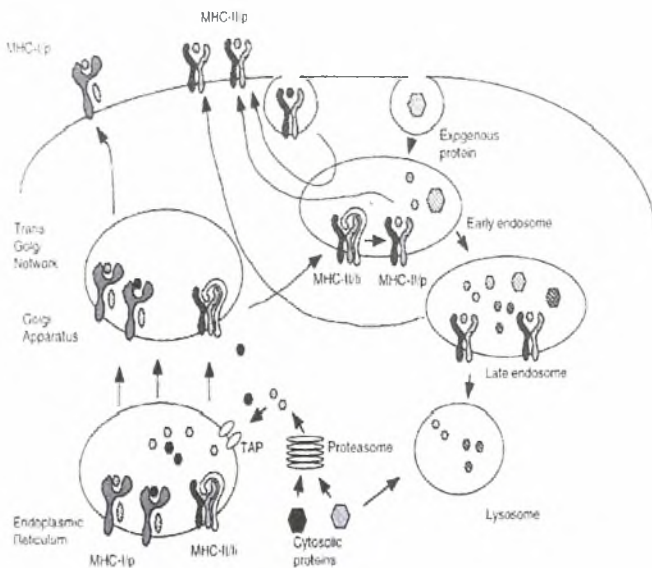 MHC-II/p
MHC-I/p
Expgenous
protein
Trans
Golgi
Network
Early endosome
MHC-II/Ii
MHC-II/p
Golgi
Apparatus
Late endosome
TAP
Proteasome
Endoplasmic
Reticulum
MHC-I/p
MHC-II/Ii
Cytosolic
proteins
Lysosome